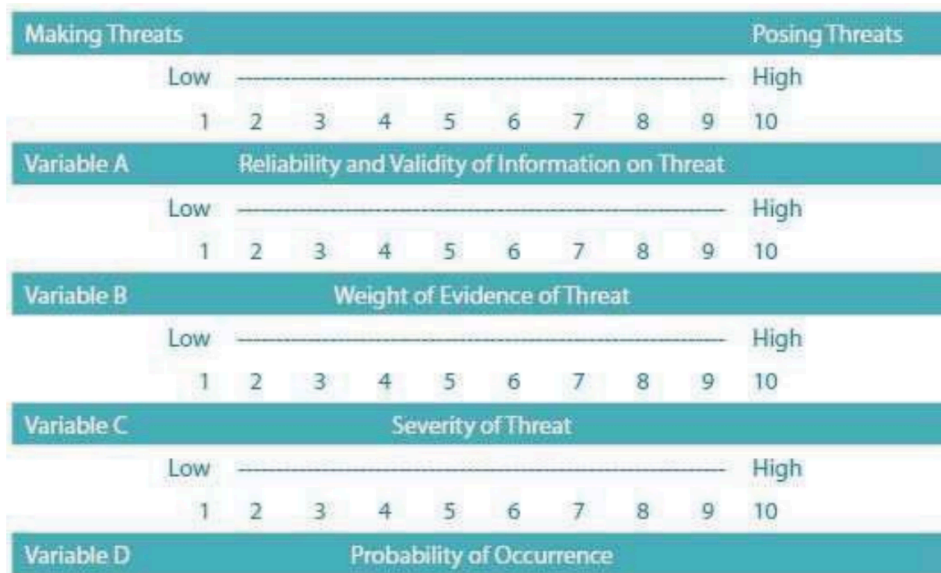 Making Threats Posing Threats
Low ---------------------------------------------------------------- High
1 2 3 4 5 6 7 8 9 10
Variable A Reliability and Validity of Information on Threat
Low ---------------------------------------------------------------- High
1 2 3 4 5 6 7 8 9 10
Variable B Weight of Evidence of Threat
Low ---------------------------------------------------------------- High
1 2 3 4 5 6 7 8 9 10
Variable C Severity of Threat
Low ---------------------------------------------------------------- High
1 2 3 4 5 6 7 8 9 10
Variable D Probability of Occurrence